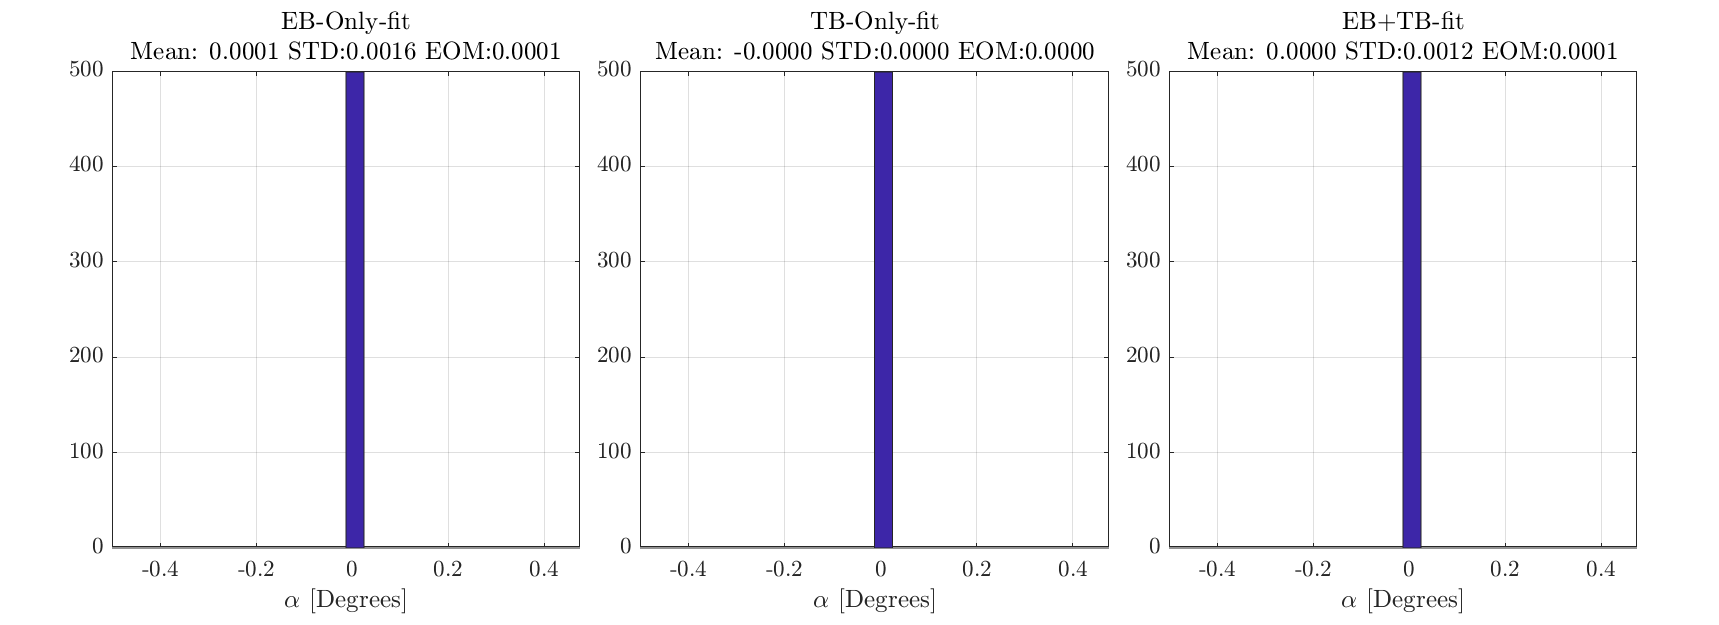 EB-Only-fit
Mean: 0.0001 STD:0.0016 EOM:0.0001
500
400
300
200
100
0
-0.4 -0.2 0 0.2 0.4
α [Degrees]
TB-Only-fit
Mean: -0.0000 STD:0.0000 EOM:0.0000
500
400
300
200
100
0
-0.4 -0.2 0 0.2 0.4
α [Degrees]
EB+TB-fit
Mean: 0.0000 STD:0.0012 EOM:0.0001
500
400
300
200
100
0
-0.4 -0.2 0 0.2 0.4
α [Degrees]